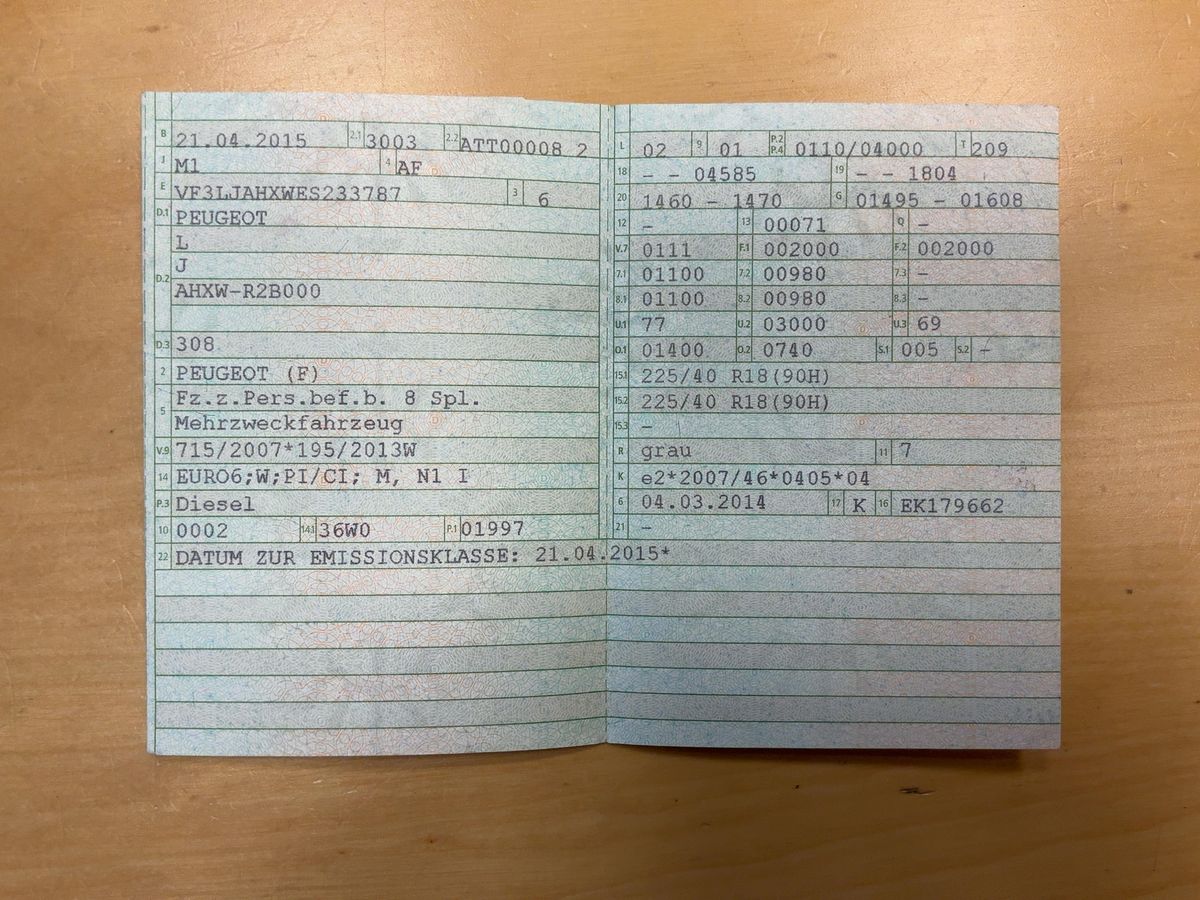 B 21.04.2015 2.1 3003 2.2 ATT00008 2
J M1 4 AF
E VF3LJAHXWES233787 3 6
D.1 PEUGEOT
L
D.2 J
AHXW-R2B000
D.3 308
2 PEUGEOT (F)
5 Fz.z.Pers.bef.b. 8 Spl.
Mehrzweckfahrzeug
V.9 715/2007*195/2013W
14 EURO6;W;PI/CI; M, N1 I
P.3 Diesel
10 0002 14.1 36W0 P.1 01997
22 DATUM ZUR EMISSIONSKLASSE: 21.04.2015*
L 02 9 01 P.2 P.4 0110/04000 T 209
18 - - 04585 19 - - 1804
20 1460 - 1470 G 01495 - 01608
12 - 13 00071 Q -
V.7 0111 F.1 002000 F.2 002000
7.1 01100 7.2 00980 7.3 -
8.1 01100 8.2 00980 8.3 -
U.1 77 U.2 03000 U.3 69
O.1 01400 O.2 0740 S.1 005 S.2 -
15.1 225/40 R18(90H)
15.2 225/40 R18(90H)
15.3 -
R grau 11 7
K e2*2007/46*0405*04
6 04.03.2014 17 K 16 EK179662
21 -